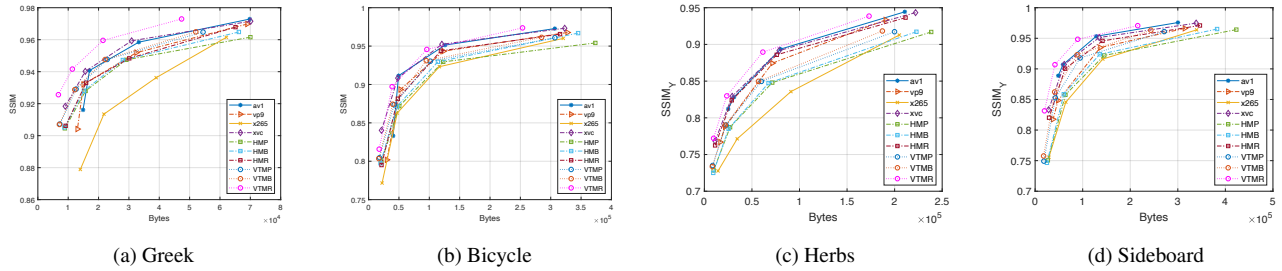 0.98
0.96
0.94
0.92
0.9
0.88
0.86
SSIM
0 1 2 3 4 5 6 7 8
Bytes
×10⁴
av1
vp9
x265
xvc
HMP
HMB
HMR
VTMP
VTMB
VTMR
(a) Greek
1
0.95
0.9
0.85
0.8
0.75
SSIM
0 0.5 1 1.5 2 2.5 3 3.5 4
Bytes
×10⁵
av1
vp9
x265
xvc
HMP
HMB
HMR
VTMP
VTMB
VTMR
(b) Bicycle
0.95
0.9
0.85
0.8
0.75
0.7
SSIM_Y
0 0.5 1 1.5 2 2.5 3
Bytes
×10⁵
av1
vp9
x265
xvc
HMP
HMB
HMR
VTMP
VTMB
VTMR
(c) Herbs
1
0.95
0.9
0.85
0.8
0.75
0.7
SSIM_Y
0 1 2 3 4 5
Bytes
×10⁵
av1
vp9
x265
xvc
HMP
HMB
HMR
VTMP
VTMB
VTMR
(d) Sideboard